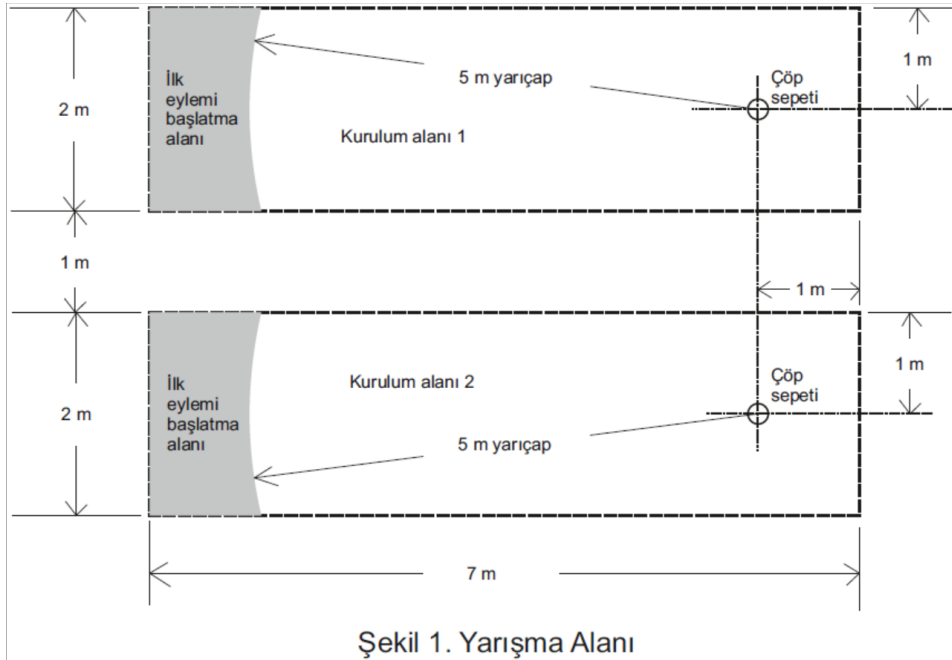 2 m
İlk
eylemi
başlatma
alanı
5 m yarıçap
Kurulum alanı 1
Çöp
sepeti
1 m
1 m
1 m
2 m
İlk
eylemi
başlatma
alanı
Kurulum alanı 2
5 m yarıçap
Çöp
sepeti
1 m
7 m
Şekil 1. Yarışma Alanı